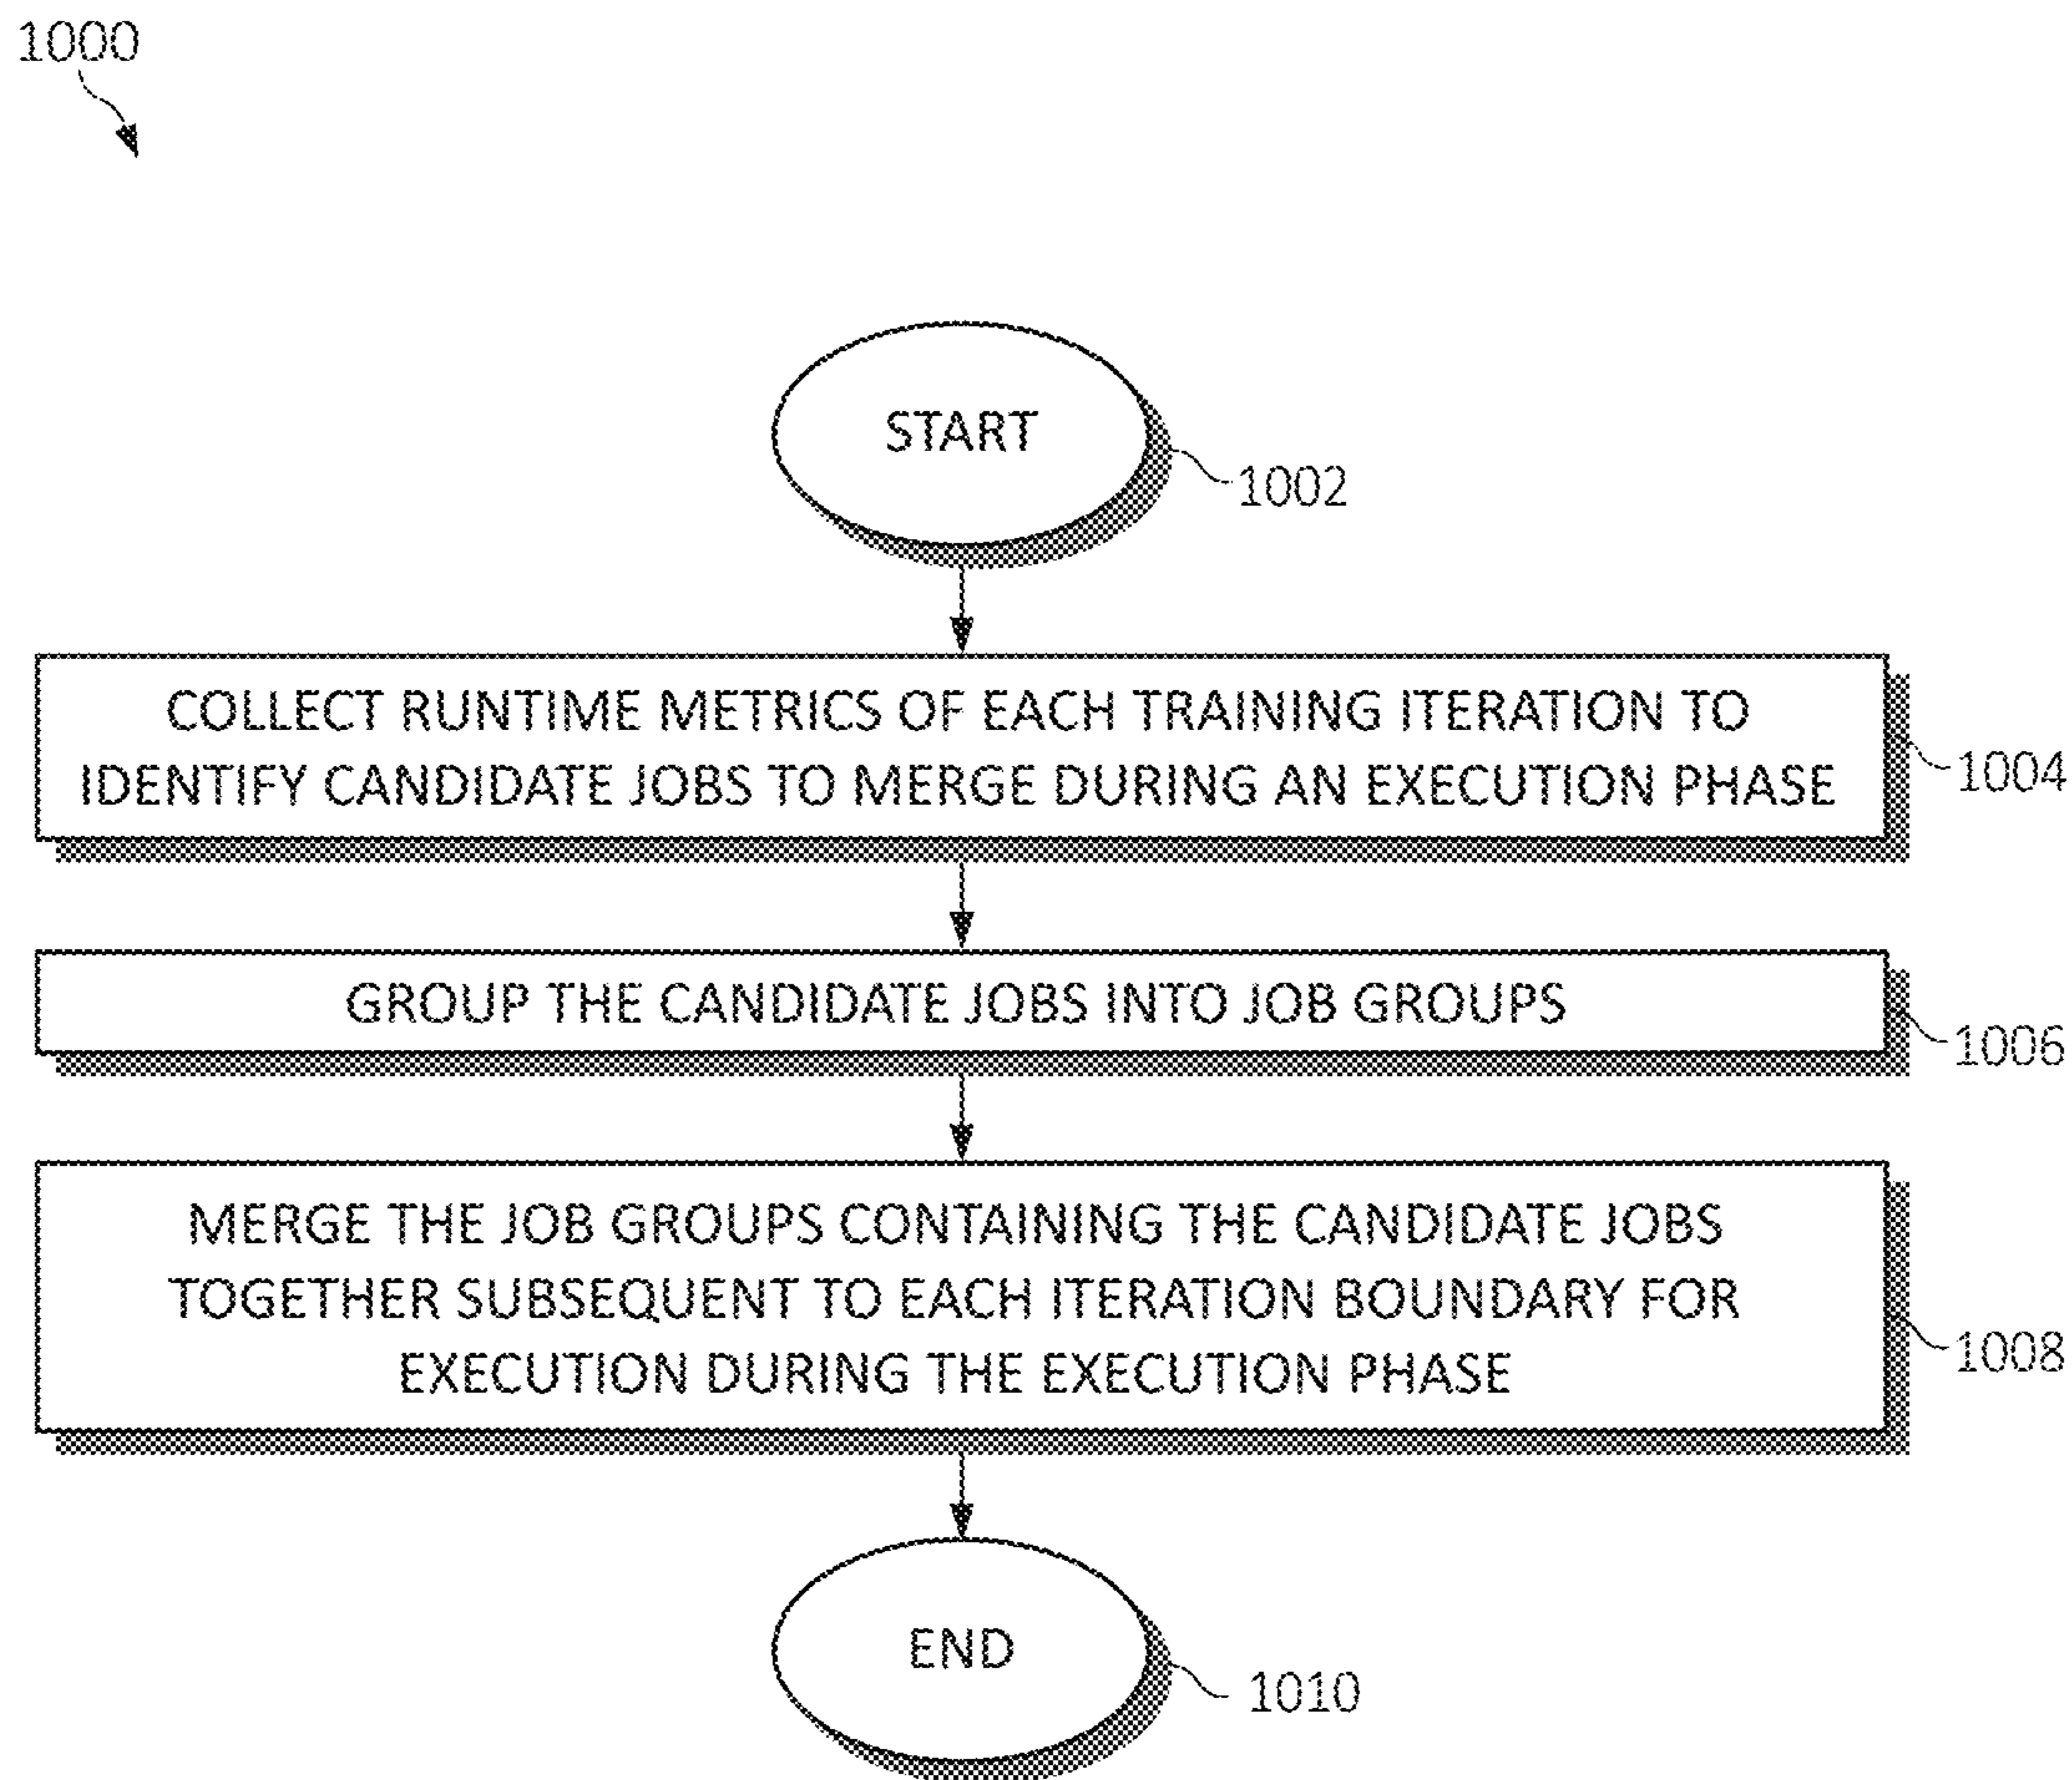 1000
START
1002
COLLECT RUNTIME METRICS OF EACH TRAINING ITERATION TO
IDENTIFY CANDIDATE JOBS TO MERGE DURING AN EXECUTION PHASE
1004
GROUP THE CANDIDATE JOBS INTO JOB GROUPS
1006
MERGE THE JOB GROUPS CONTAINING THE CANDIDATE JOBS
TOGETHER SUBSEQUENT TO EACH ITERATION BOUNDARY FOR
EXECUTION DURING THE EXECUTION PHASE
1008
END
1010